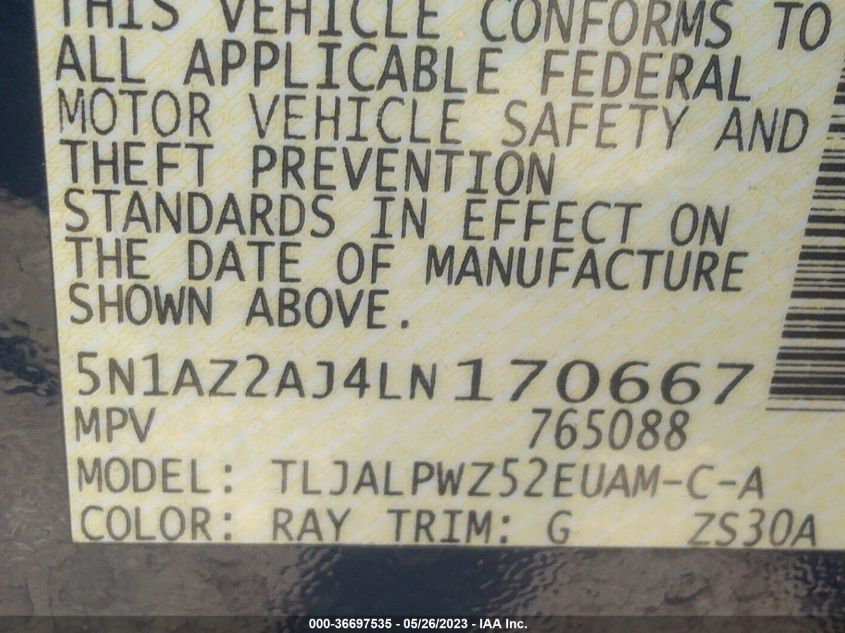 THIS VEHICLE CONFORMS TO
ALL APPLICABLE FEDERAL
MOTOR VEHICLE SAFETY AND
THEFT PREVENTION
STANDARDS IN EFFECT ON
THE DATE OF MANUFACTURE
SHOWN ABOVE.
5N1AZ2AJ4LN170667
MPV 765088
MODEL: TLJALPWZ52EUAM-C-A
COLOR: RAY TRIM: G ZS30A
000-36697535 - 05/26/2023 - IAA Inc.